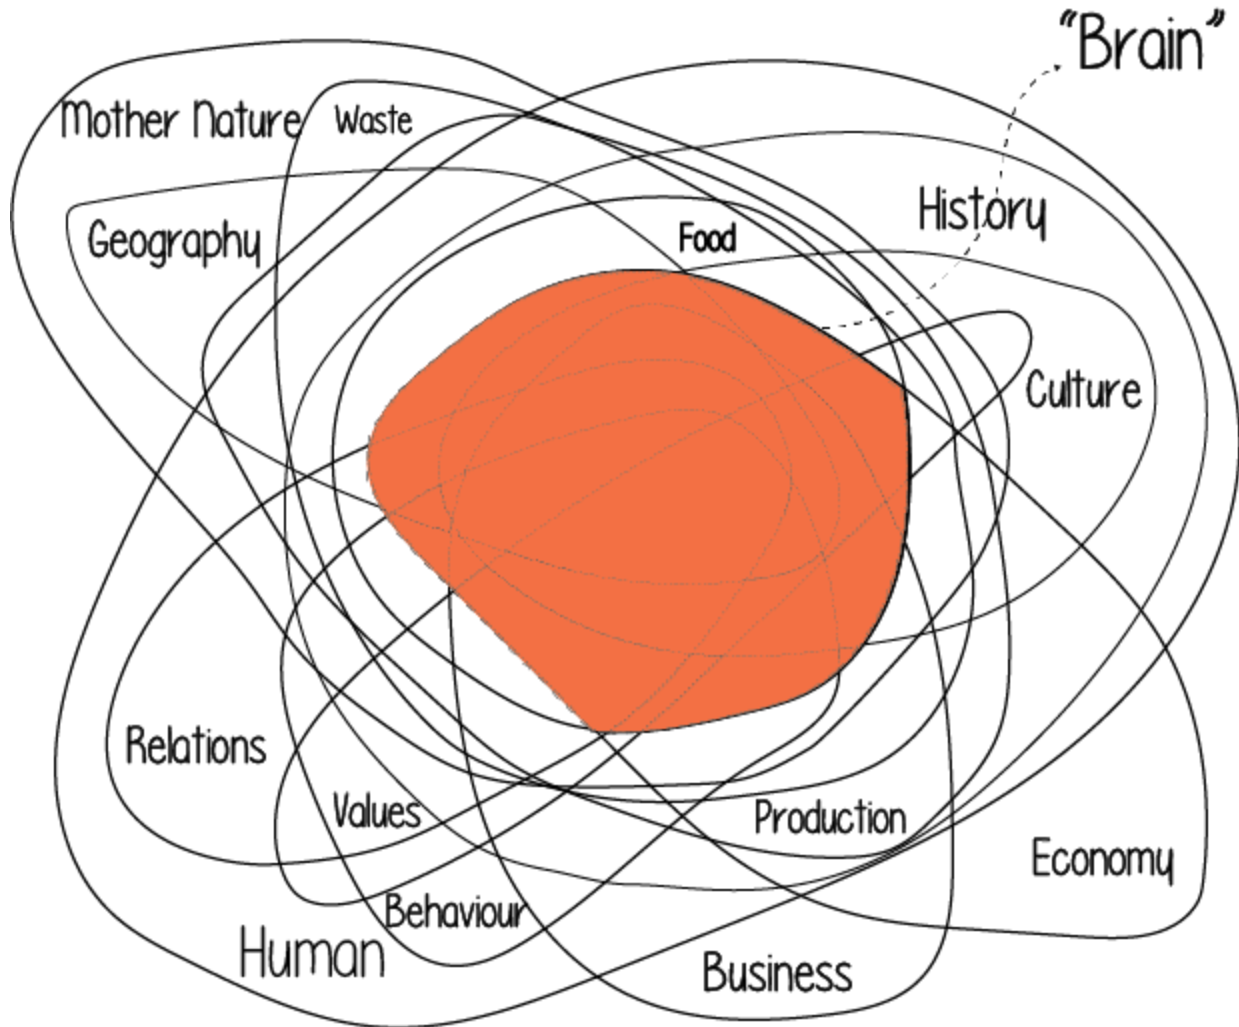 “Brain”
Mother Nature
Waste
History
Geography
Food
Culture
Relations
Values
Production
Economy
Behaviour
Human
Business